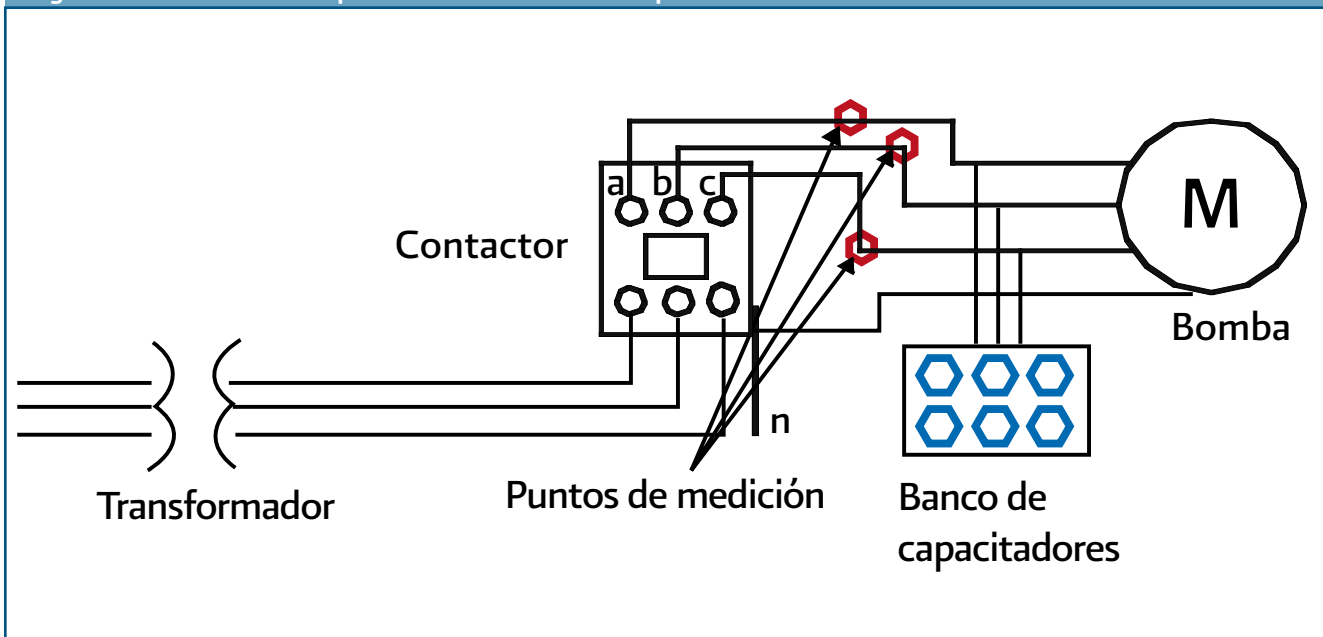 a b c
M
Contactor
Bomba
n
Transformador
Puntos de medición
Banco de
capacitadores